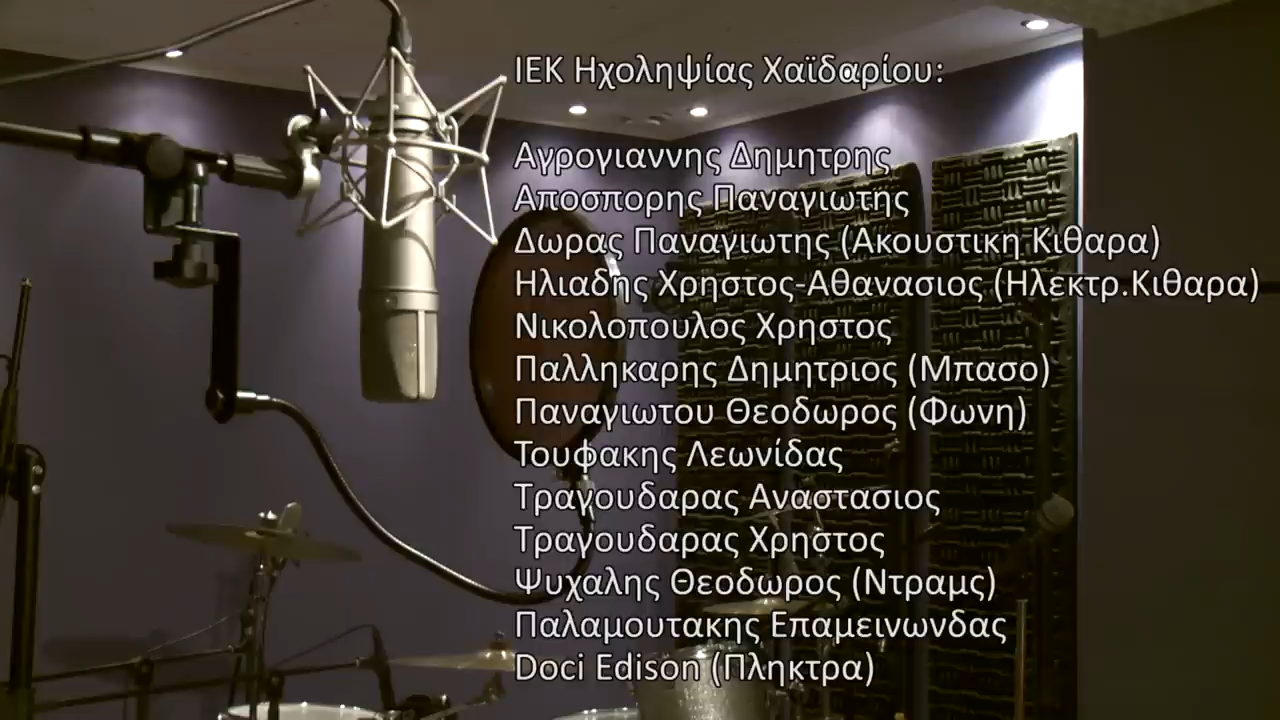 ΙΕΚ Ηχοληψίας Χαϊδαρίου:
Αγρογιαννης Δημητρης
Αποσπορης Παναγιωτης
Δωρας Παναγιωτης (Ακουστικη Κιθαρα)
Ηλιαδης Χρηστος-Αθανασιος (Ηλεκτρ.Κιθαρα)
Νικολοπουλος Χρηστος
Παλληκαρης Δημητριος (Μπασο)
Παναγιωτου Θεοδωρος (Φωνη)
Τουφακης Λεωνίδας
Τραγουδαρας Αναστασιος
Τραγουδαρας Χρηστος
Ψυχαλης Θεοδωρος (Ντραμς)
Παλαμουτακης Επαμεινωνδας
Doci Edison (Πληκτρα)